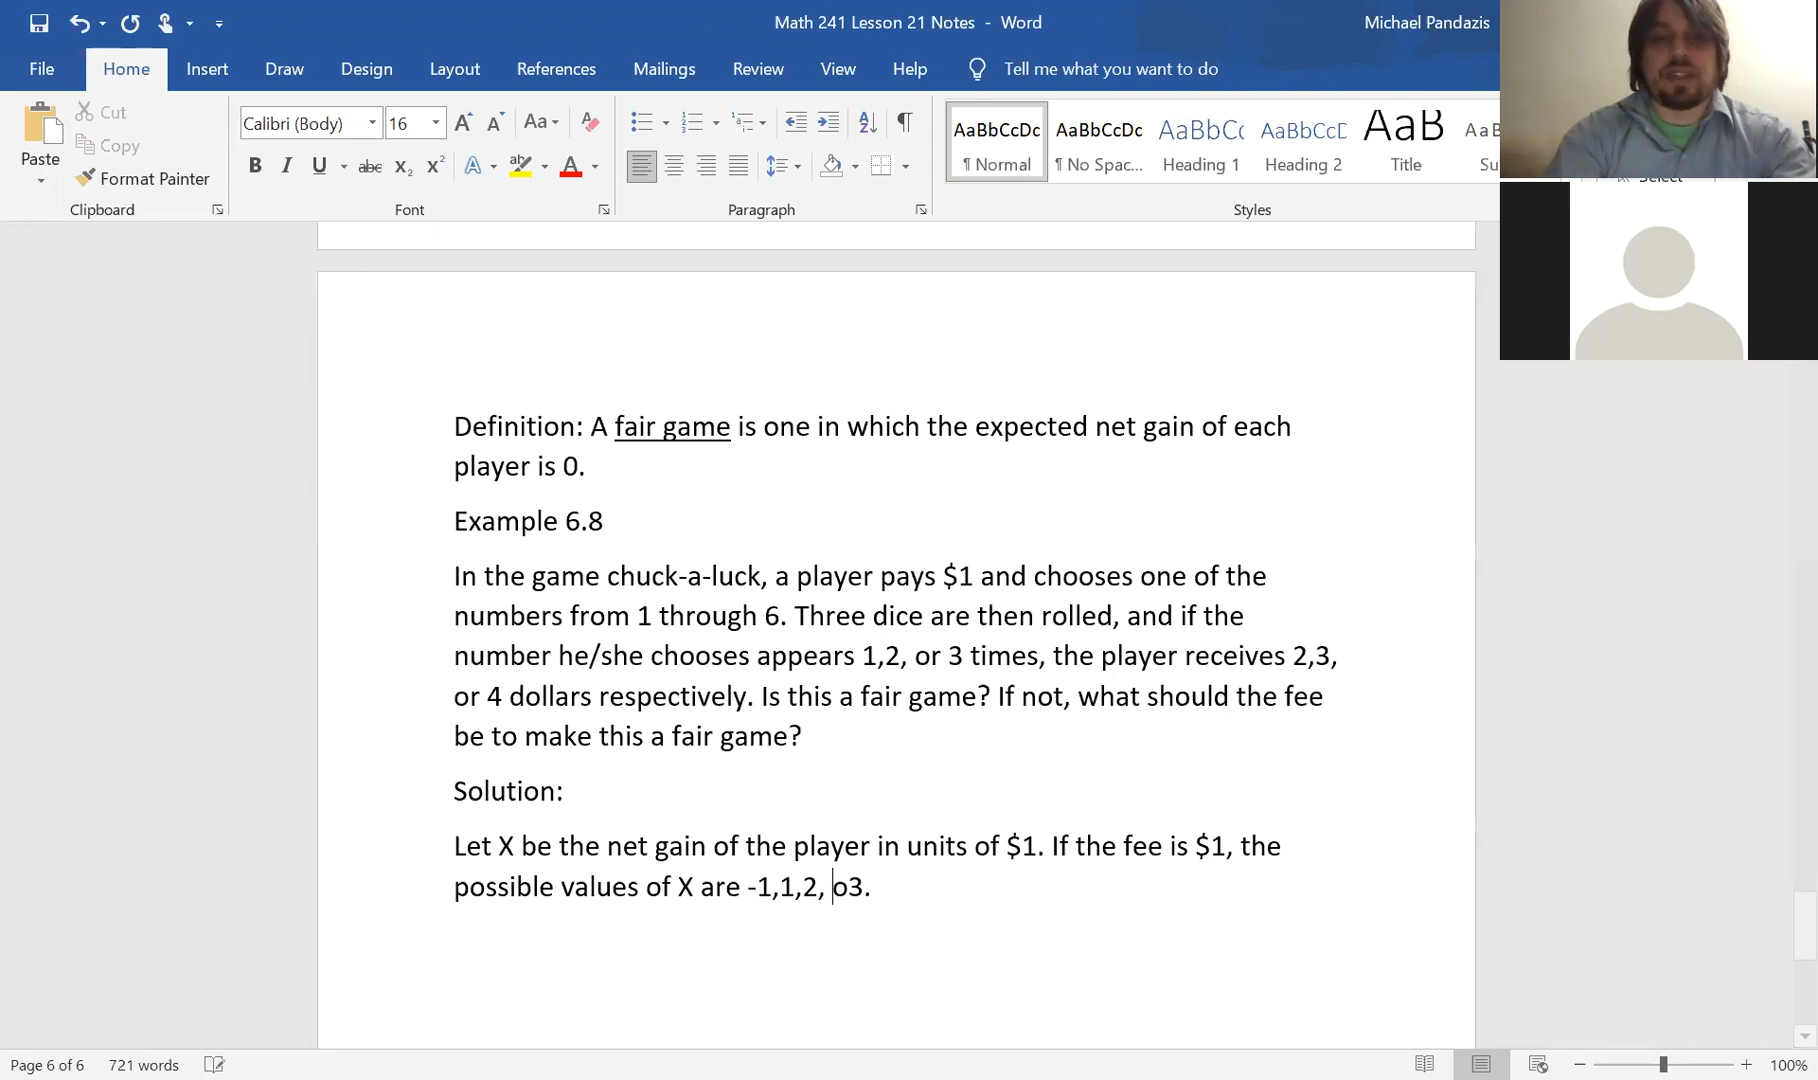 Math 241 Lesson 21 Notes - Word
Michael Pandazis
File Home Insert Draw Design Layout References Mailings Review View Help Tell me what you want to do
Paste
Cut
Copy
Format Painter
Clipboard
Calibri (Body) 16
Font
Paragraph
AaBbCcDc AaBbCcDc AaBbCc AaBbCcE AaB AaB
¶ Normal ¶ No Spac... Heading 1 Heading 2 Title Su
Styles
Select
Definition: A fair game is one in which the expected net gain of each
player is 0.
Example 6.8
In the game chuck-a-luck, a player pays $1 and chooses one of the
numbers from 1 through 6. Three dice are then rolled, and if the
number he/she chooses appears 1,2, or 3 times, the player receives 2,3,
or 4 dollars respectively. Is this a fair game? If not, what should the fee
be to make this a fair game?
Solution:
Let X be the net gain of the player in units of $1. If the fee is $1, the
possible values of X are -1,1,2, o3.
Page 6 of 6 721 words
100%